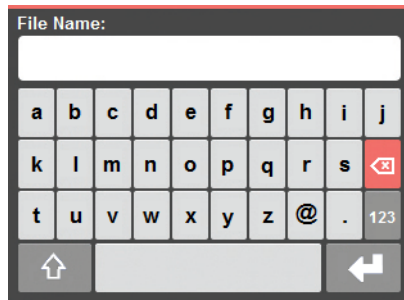 File Name:
a b c d e f g h i j
k l m n o p q r s
t u v w x y z @ . 123